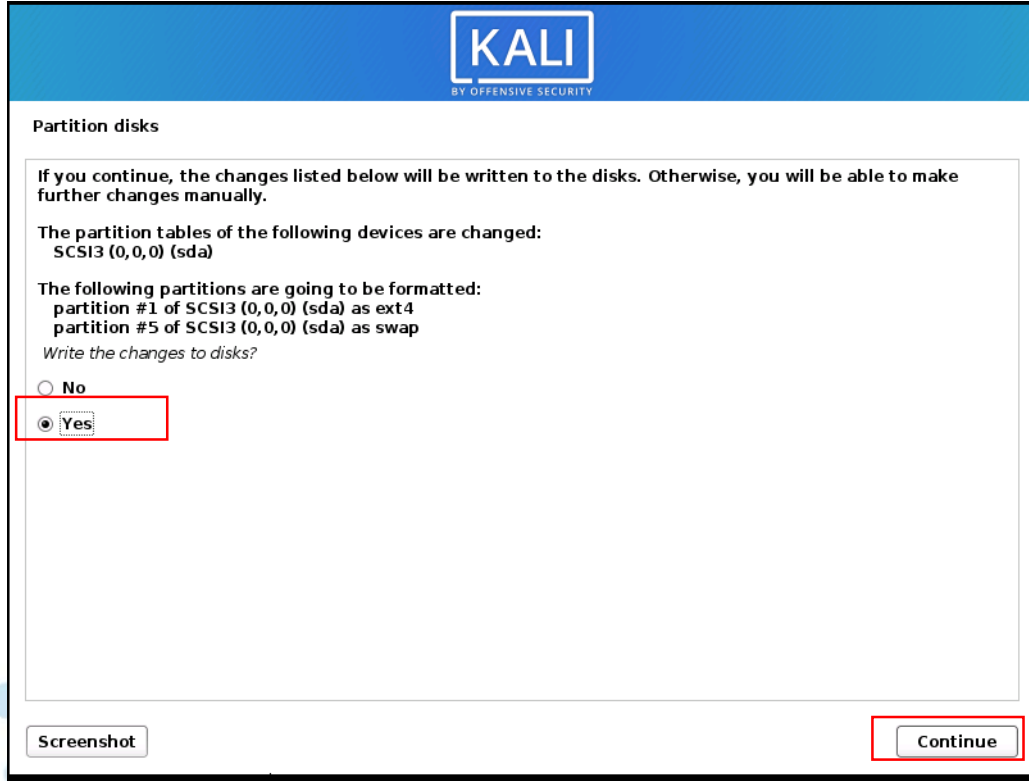 KALI
BY OFFENSIVE SECURITY
Partition disks
If you continue, the changes listed below will be written to the disks. Otherwise, you will be able to make
further changes manually.
The partition tables of the following devices are changed:
SCSI3 (0,0,0) (sda)
The following partitions are going to be formatted:
partition #1 of SCSI3 (0,0,0) (sda) as ext4
partition #5 of SCSI3 (0,0,0) (sda) as swap
Write the changes to disks?
No
Yes
Screenshot
Continue